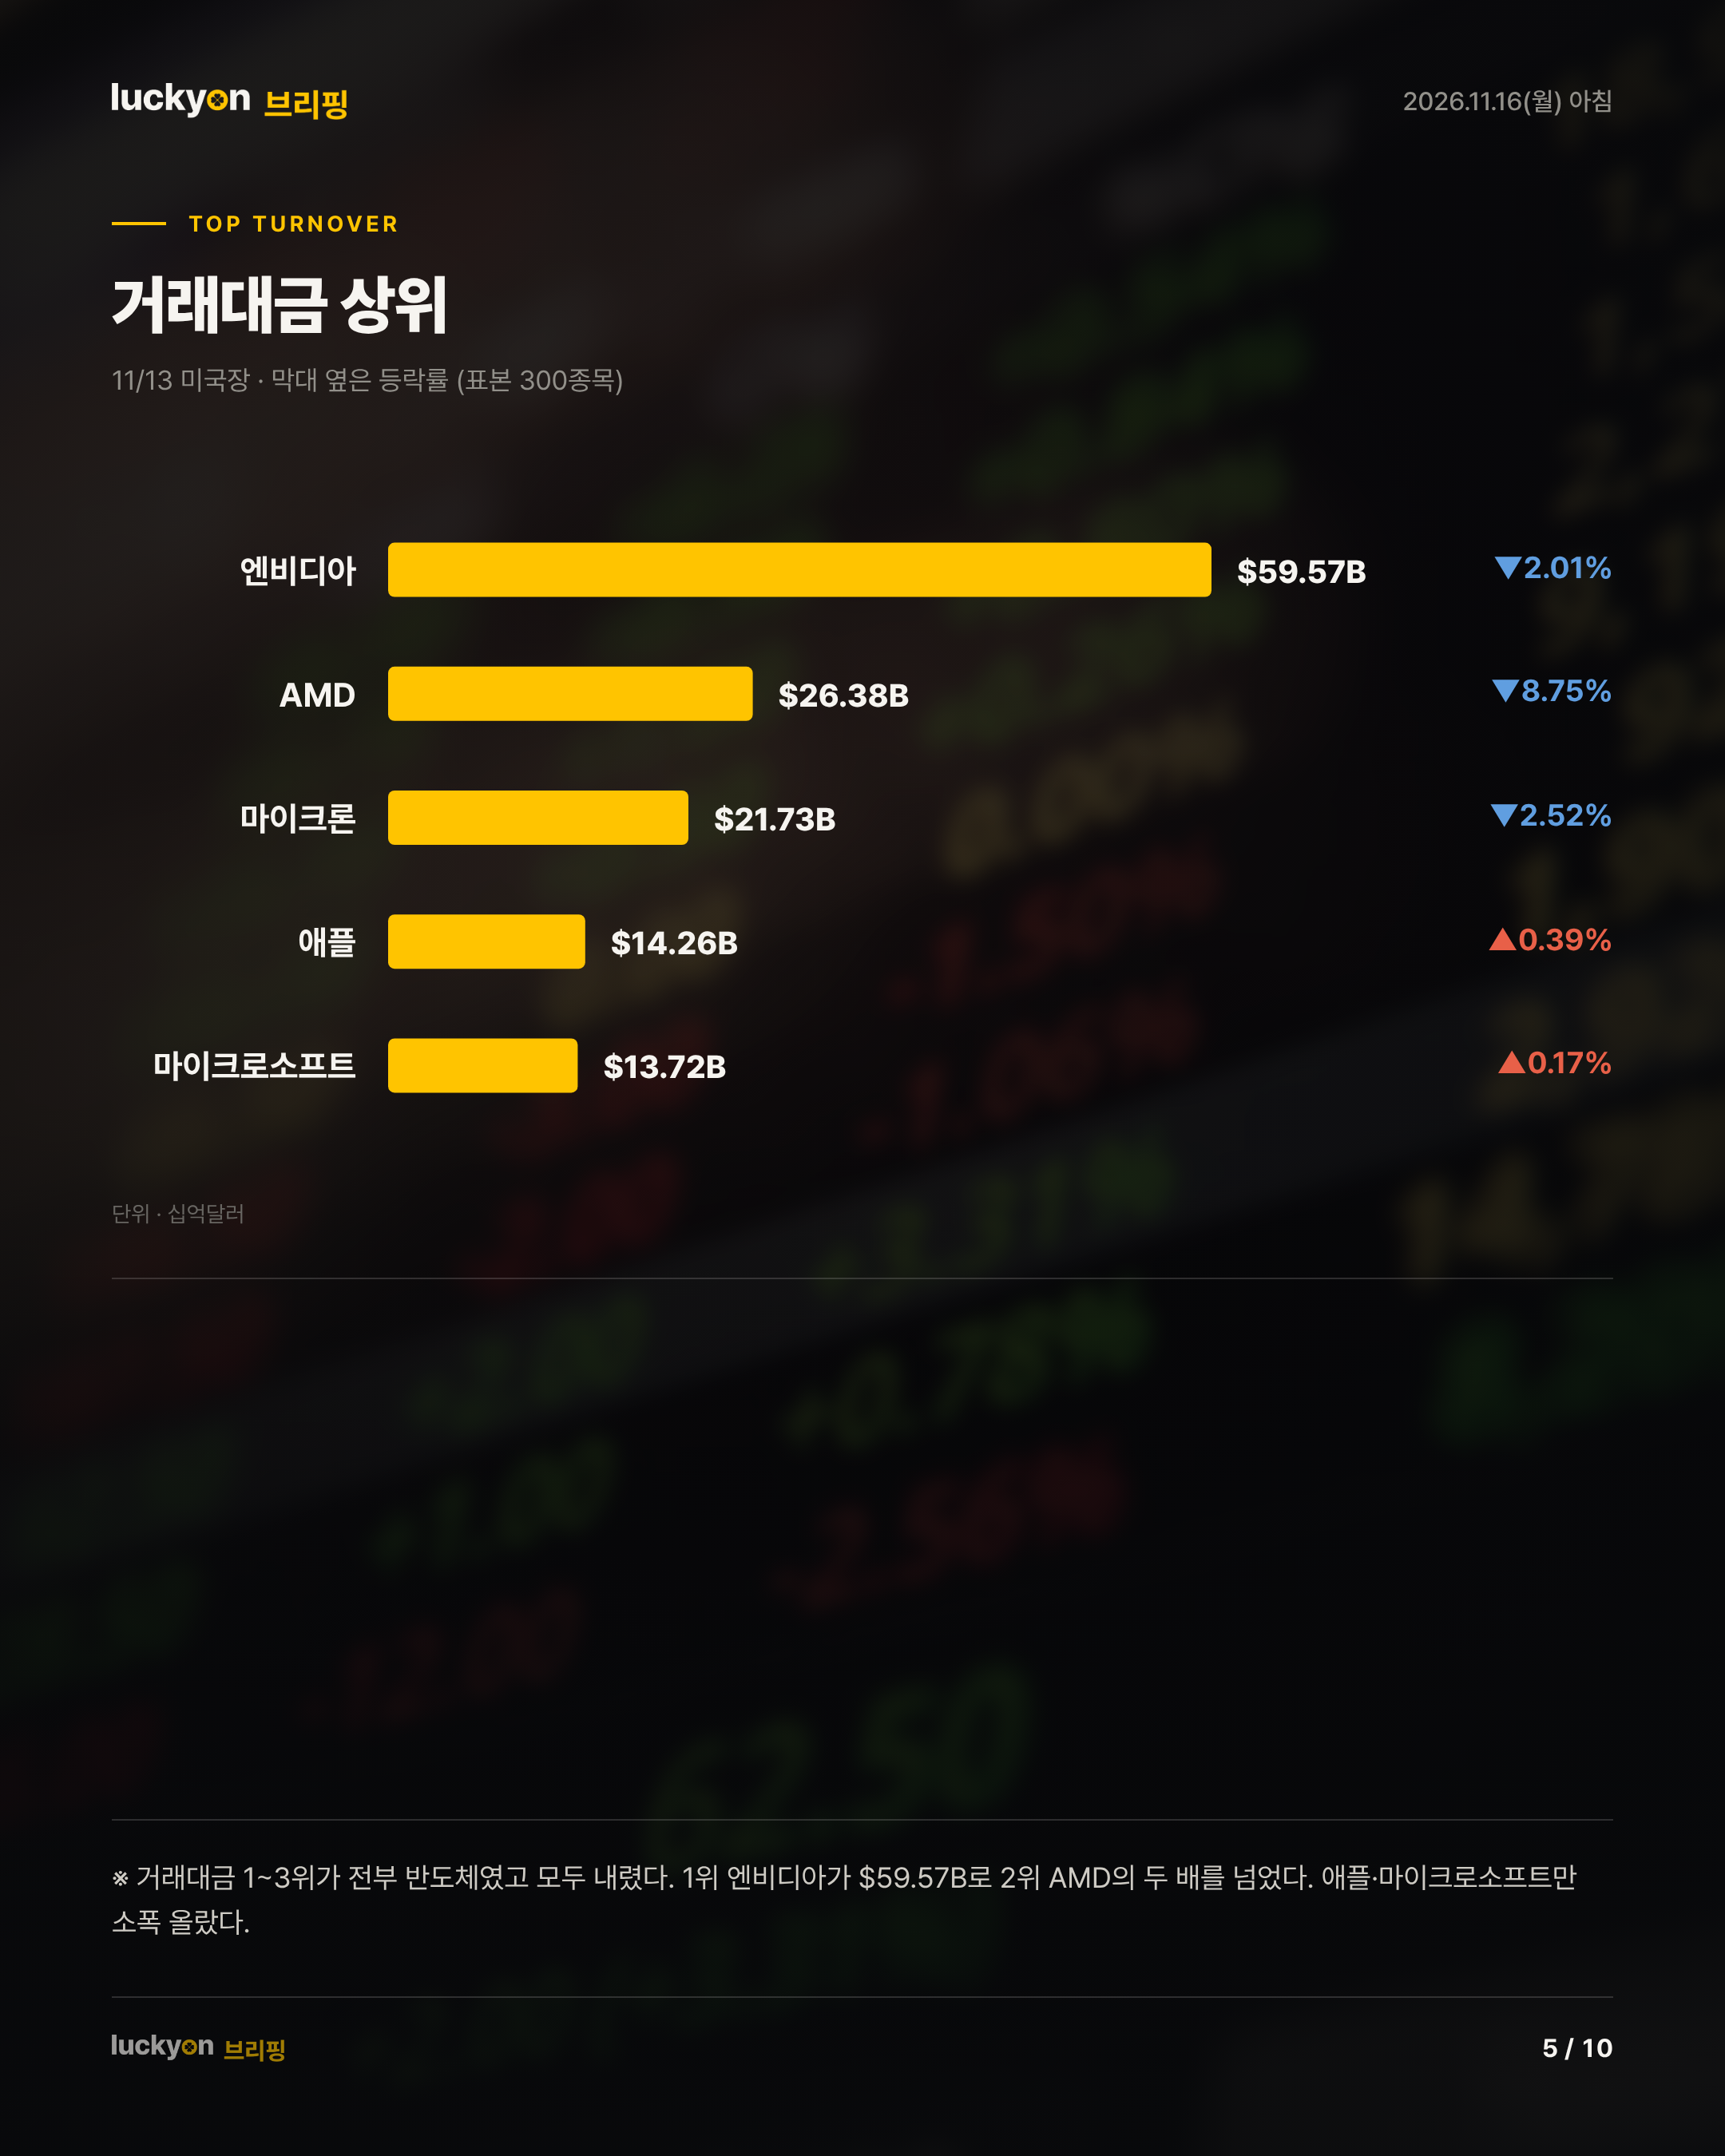 luckyon 브리핑
2026.11.16(월) 아침
TOP TURNOVER
거래대금 상위
11/13 미국장 · 막대 옆은 등락률 (표본 300종목)
엔비디아 $59.57B ▼2.01%
AMD $26.38B ▼8.75%
마이크론 $21.73B ▼2.52%
애플 $14.26B ▲0.39%
마이크로소프트 $13.72B ▲0.17%
단위 · 십억달러
※ 거래대금 1~3위가 전부 반도체였고 모두 내렸다. 1위 엔비디아가 $59.57B로 2위 AMD의 두 배를 넘었다. 애플·마이크로소프트만
소폭 올랐다.
luckyon 브리핑
5 / 10